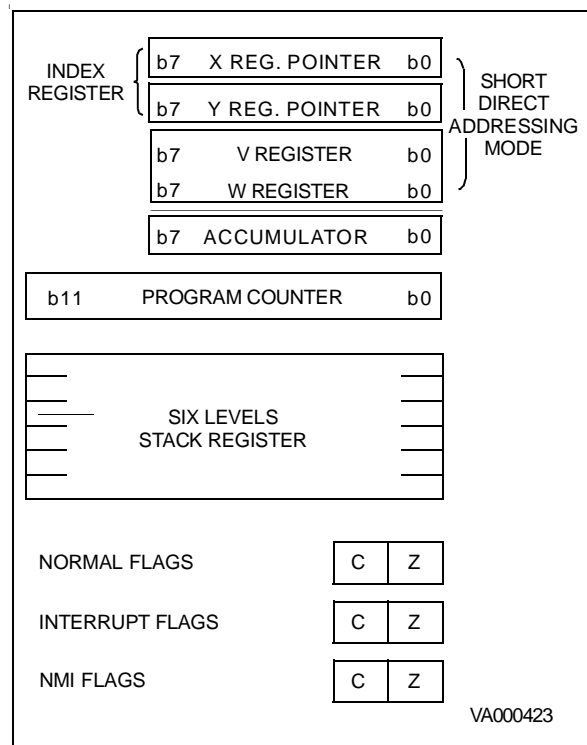 INDEX
REGISTER
b7 X REG. POINTER b0
b7 Y REG. POINTER b0
b7 V REGISTER b0
b7 W REGISTER b0
SHORT
DIRECT
ADDRESSING
MODE
b7 ACCUMULATOR b0
b11 PROGRAM COUNTER b0
SIX LEVELS
STACK REGISTER
NORMAL FLAGS C Z
INTERRUPT FLAGS C Z
NMI FLAGS C Z
VA000423